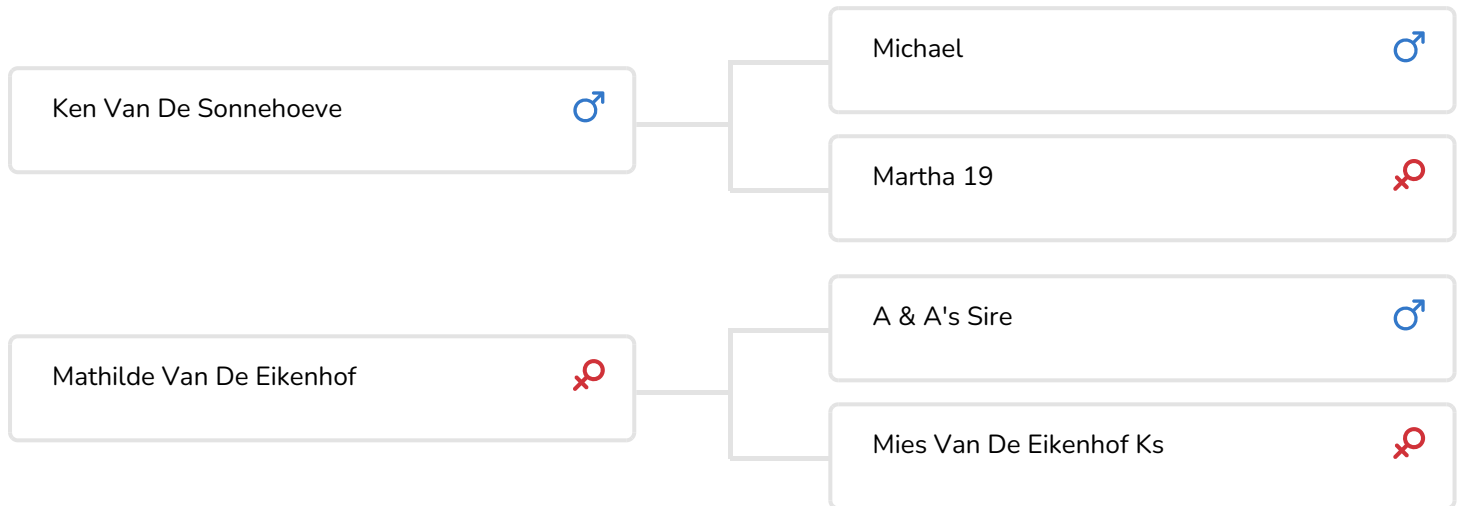 Michael
Ken Van De Sonnehoeve
Martha 19
A & A's Sire
Mathilde Van De Eikenhof
Mies Van De Eikenhof Ks